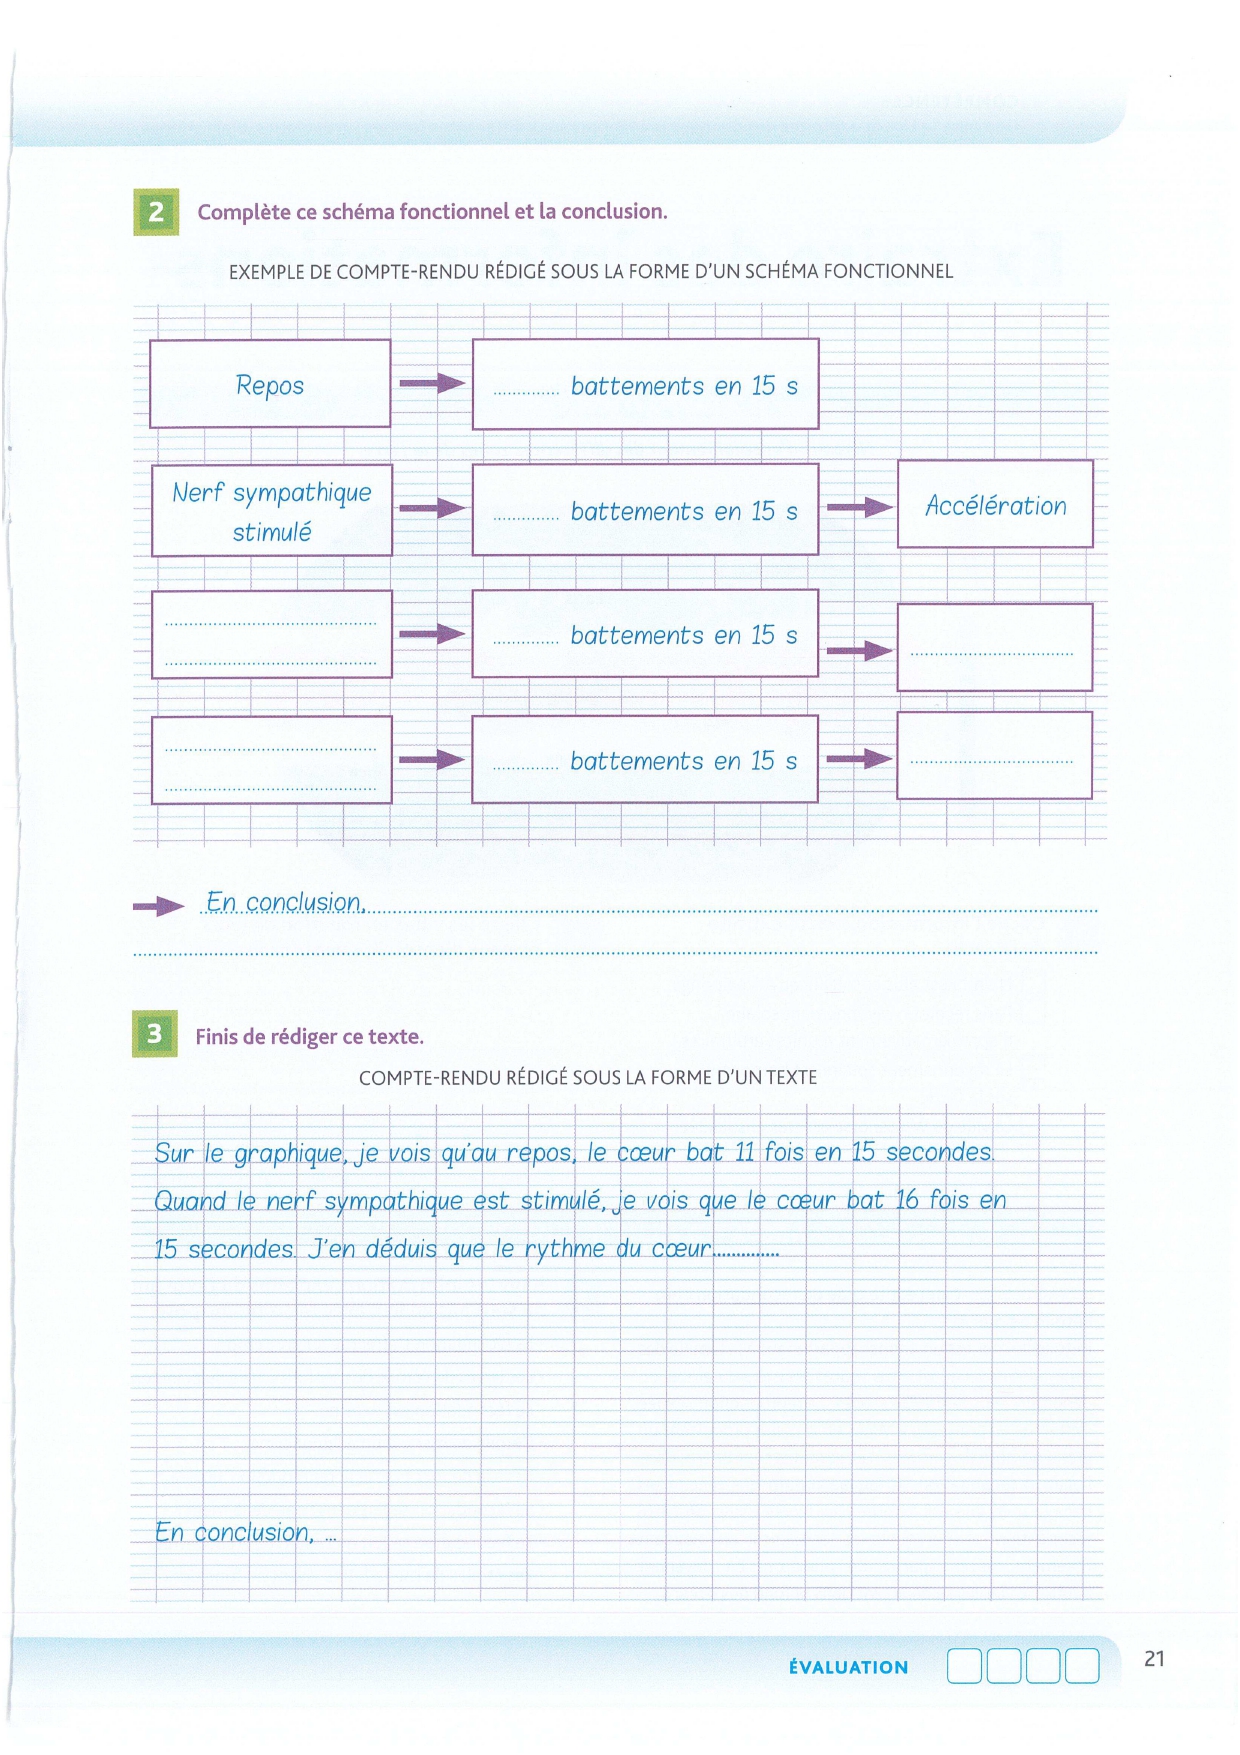 2 Complète ce schéma fonctionnel et la conclusion.
EXEMPLE DE COMPTE-RENDU RÉDIGÉ SOUS LA FORME D'UN SCHÉMA FONCTIONNEL
Repos
............. battements en 15 s
Nerf sympathique
stimulé
............. battements en 15 s
Accélération
............. battements en 15 s
............. battements en 15 s
En conclusion,
3 Finis de rédiger ce texte.
COMPTE-RENDU RÉDIGÉ SOUS LA FORME D'UN TEXTE
Sur le graphique, je vois qu'au repos, le cœur bat 11 fois en 15 secondes.
Quand le nerf sympathique est stimulé, je vois que le cœur bat 16 fois en
15 secondes. J'en déduis que le rythme du cœur..............
En conclusion, ...
ÉVALUATION
21